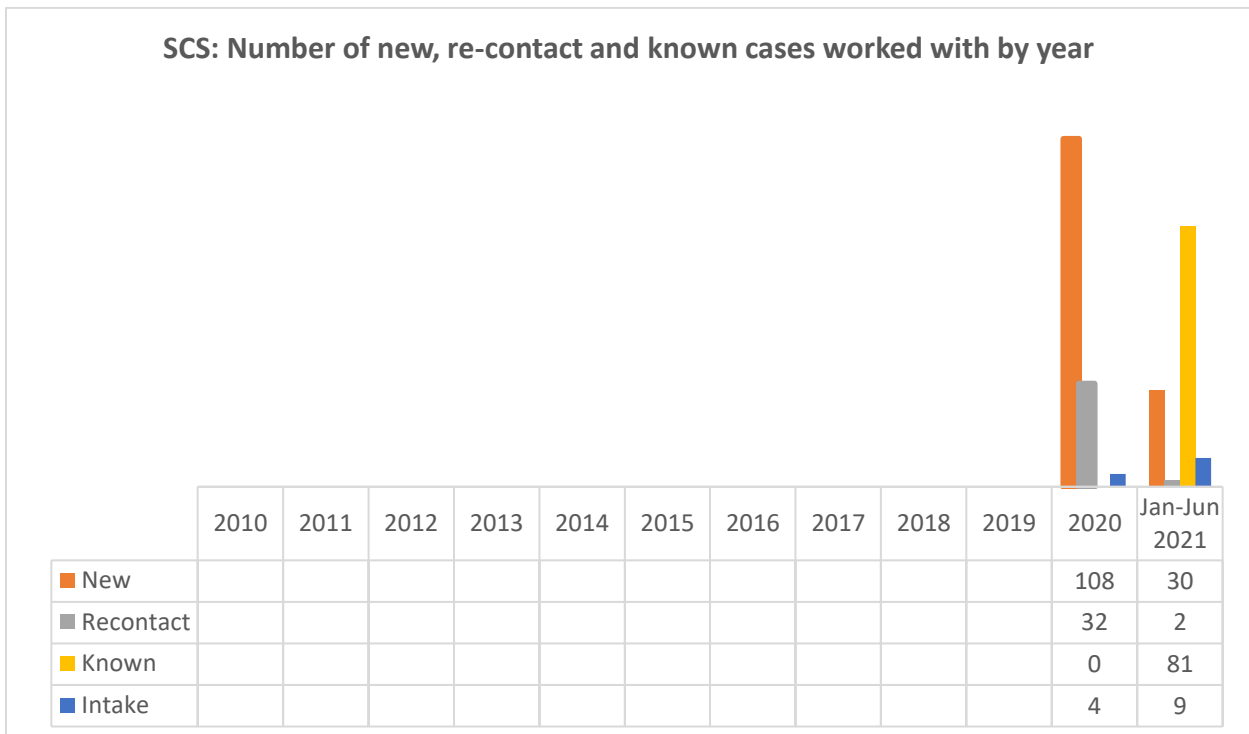 SCS: Number of new, re-contact and known cases worked with by year
2010 2011 2012 2013 2014 2015 2016 2017 2018 2019 2020 Jan-Jun 2021
New 108 30
Recontact 32 2
Known 0 81
Intake 4 9